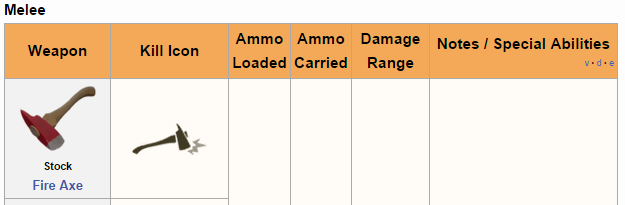 Melee
Weapon
Kill Icon
Ammo
Loaded
Ammo
Carried
Damage
Range
Notes / Special Abilities
v · d · e
Stock
Fire Axe